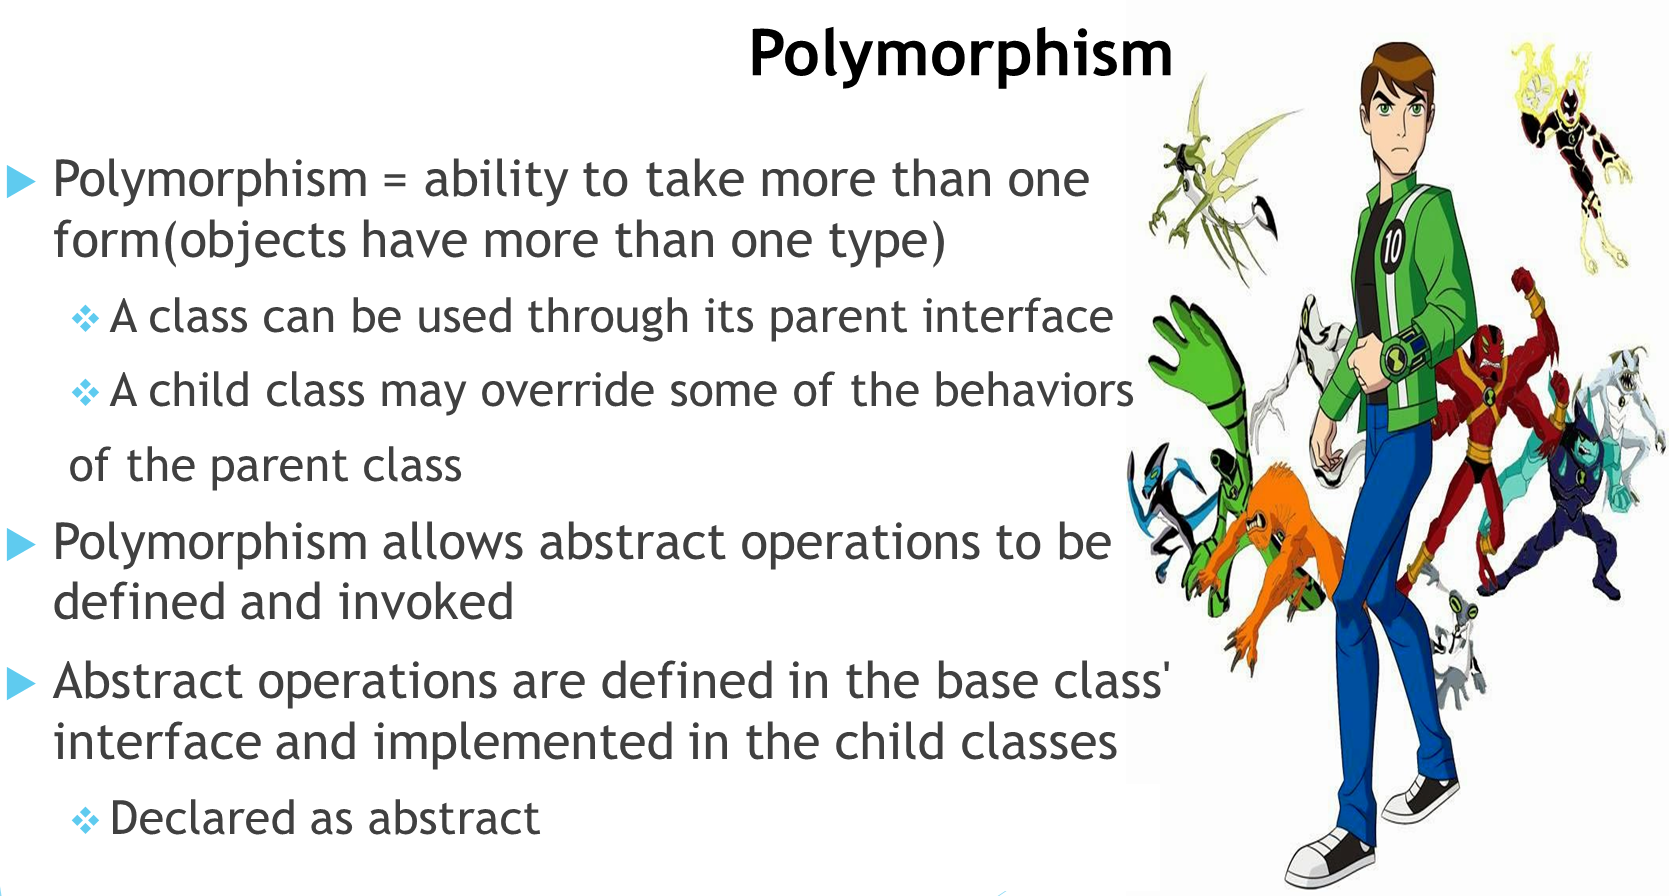 Polymorphism
Polymorphism = ability to take more than one
form(objects have more than one type)
A class can be used through its parent interface
A child class may override some of the behaviors
of the parent class
Polymorphism allows abstract operations to be
defined and invoked
Abstract operations are defined in the base class'
interface and implemented in the child classes
Declared as abstract
10